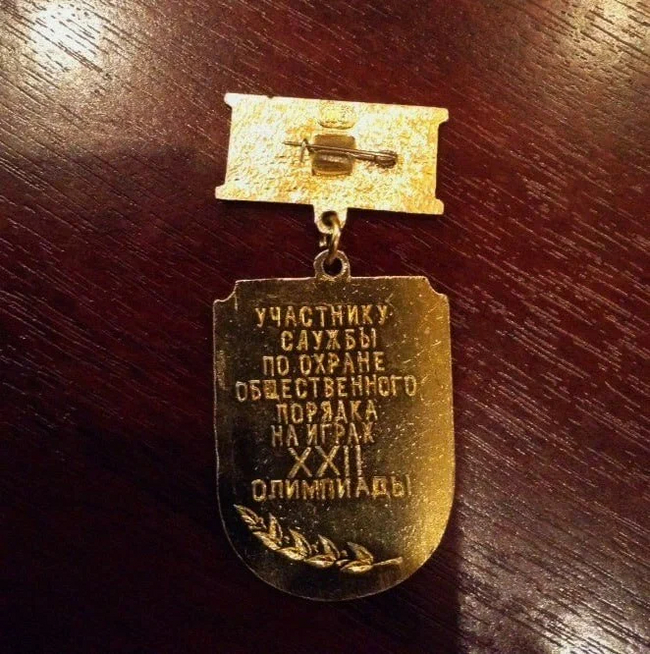 УЧАСТНИКУ
СЛУЖБЫ
ПО ОХРАНЕ
ОБЩЕСТВЕННОГО
ПОРЯДКА
НА ИГРАХ
XXII
ОЛИМПИАДЫ